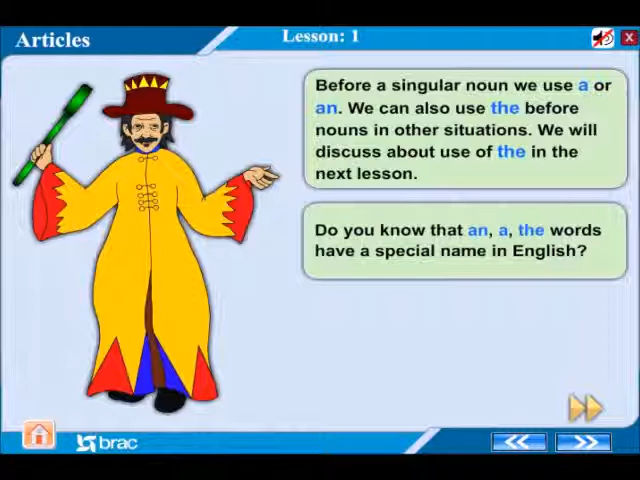 Articles
Lesson: 1
Before a singular noun we use a or
an. We can also use the before
nouns in other situations. We will
discuss about use of the in the
next lesson.
Do you know that an, a, the words
have a special name in English?
brac